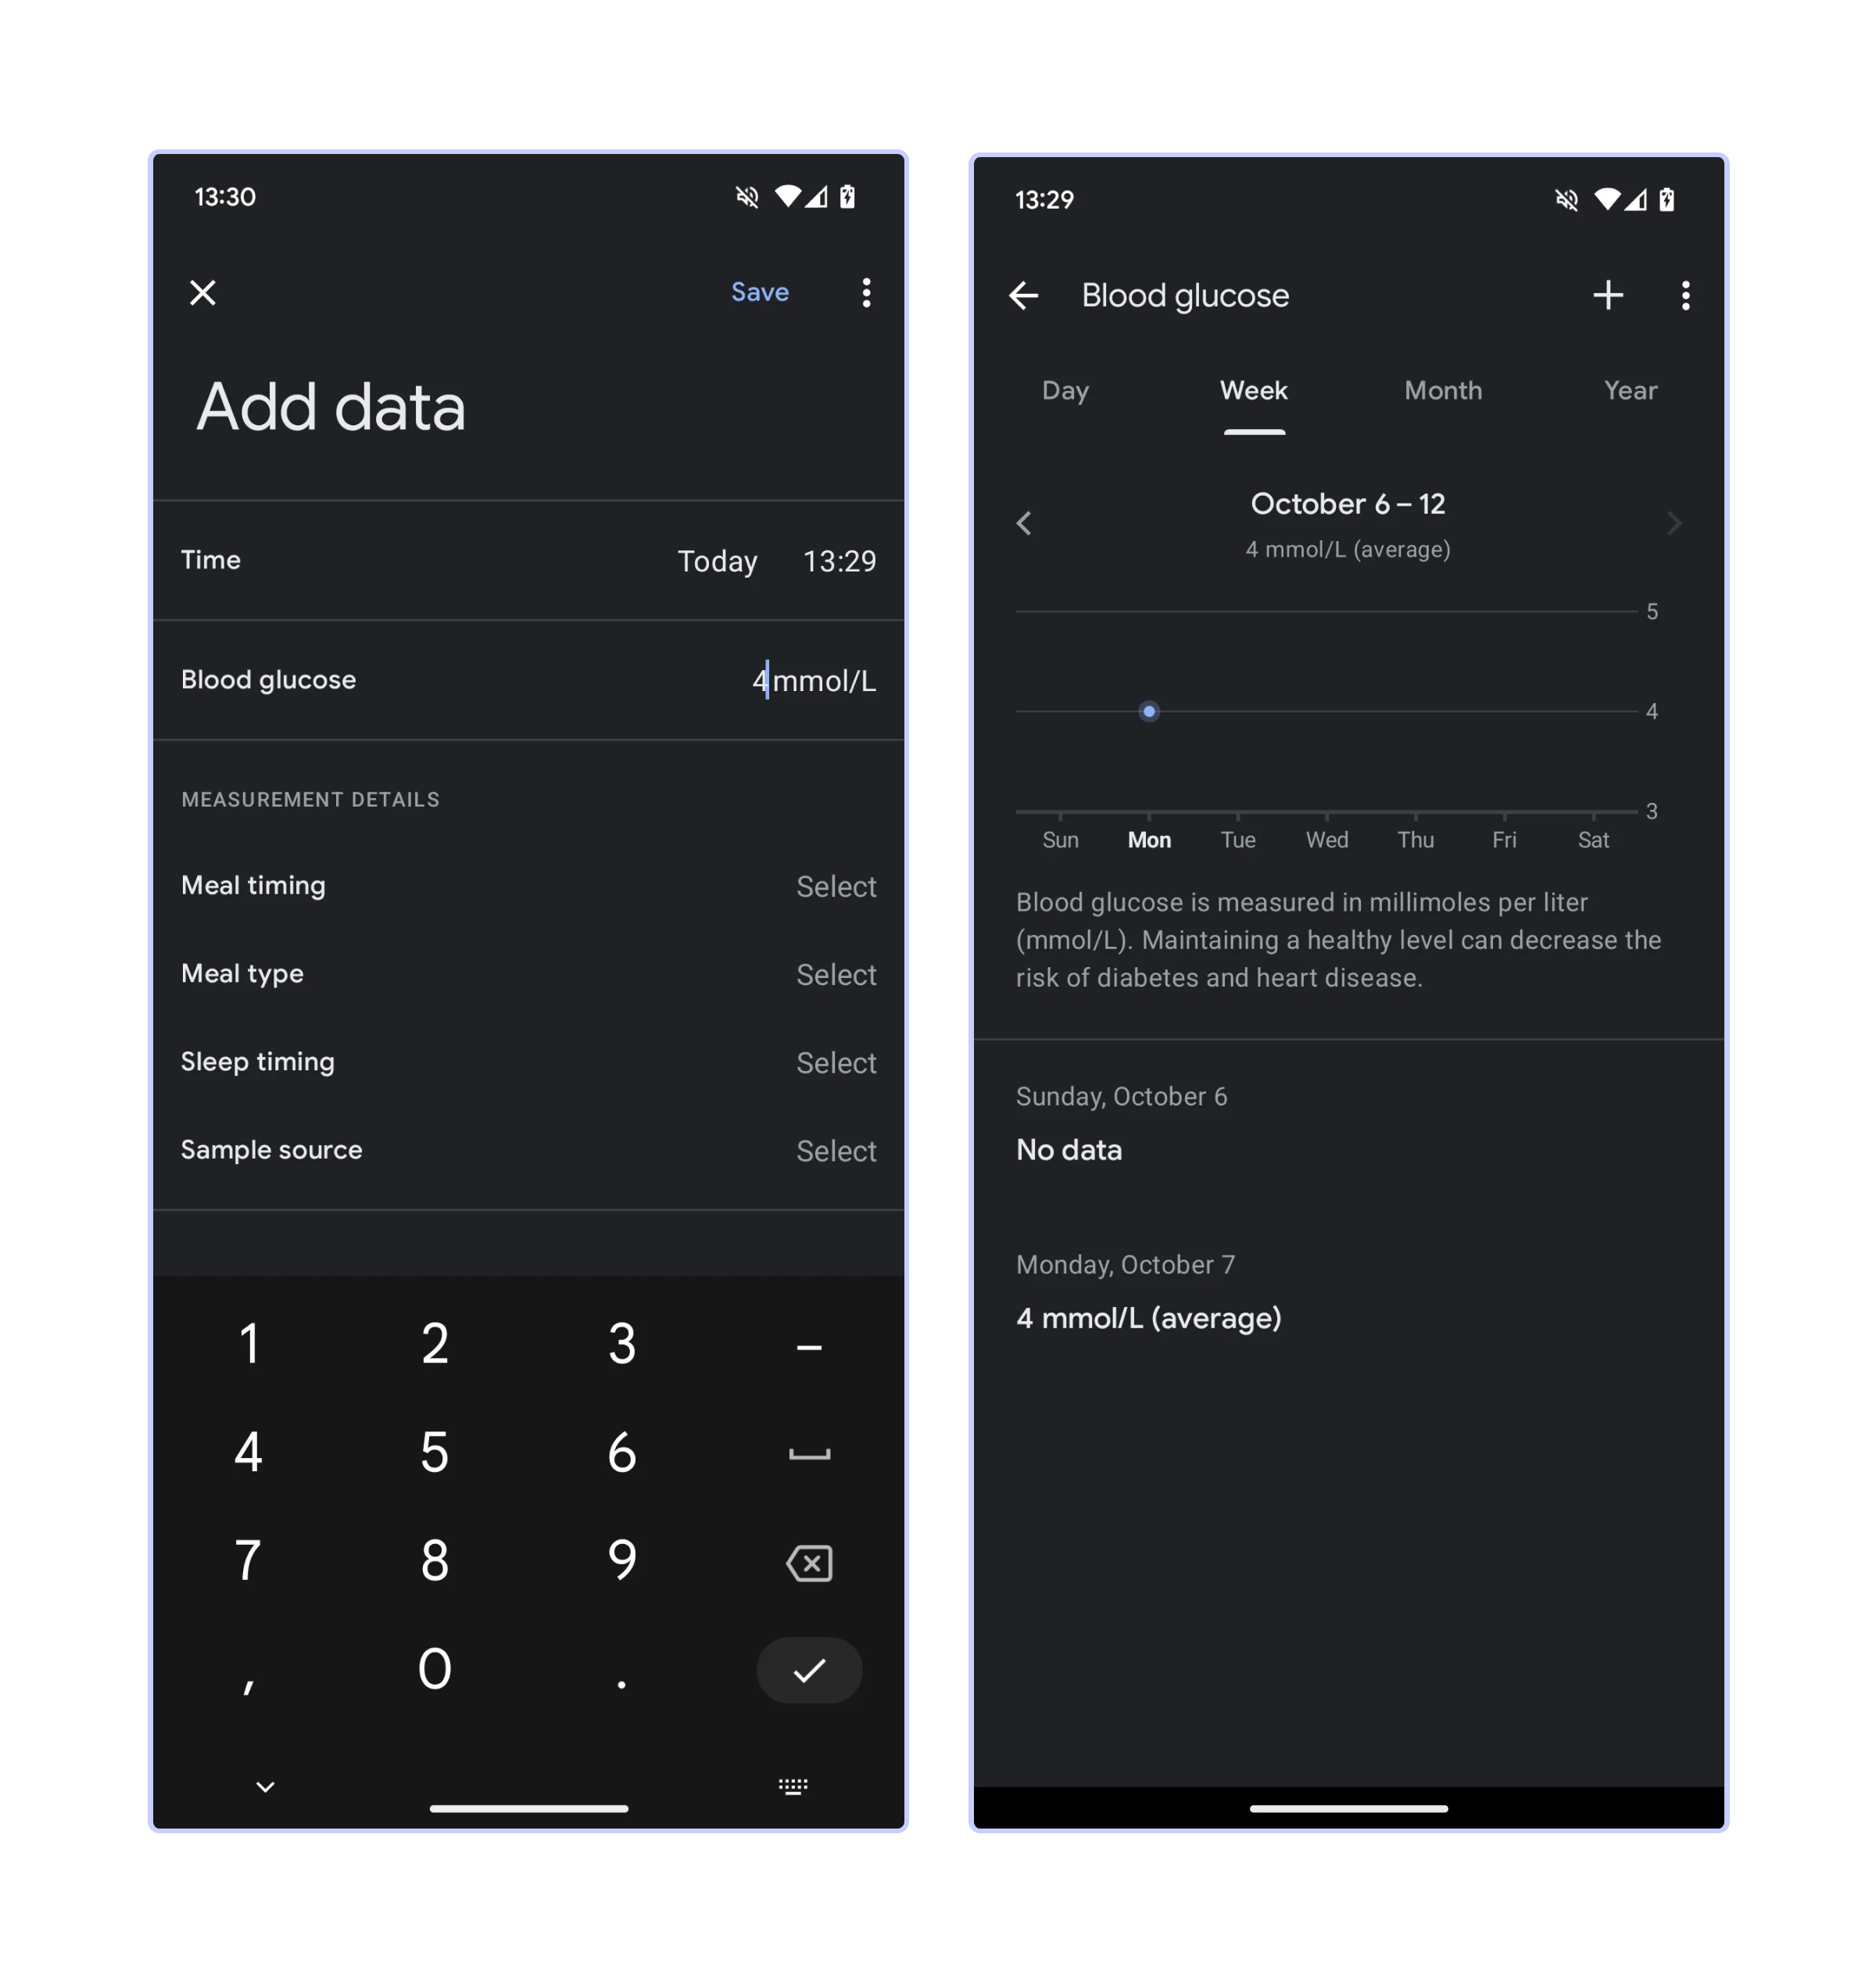 13:30
Save
Add data
Time Today 13:29
Blood glucose 4 mmol/L
MEASUREMENT DETAILS
Meal timing Select
Meal type Select
Sleep timing Select
Sample source Select
1 2 3 –
4 5 6
7 8 9
, 0 .
13:29
Blood glucose
Day Week Month Year
October 6 – 12
4 mmol/L (average)
5
4
3
Sun Mon Tue Wed Thu Fri Sat
Blood glucose is measured in millimoles per liter
(mmol/L). Maintaining a healthy level can decrease the
risk of diabetes and heart disease.
Sunday, October 6
No data
Monday, October 7
4 mmol/L (average)